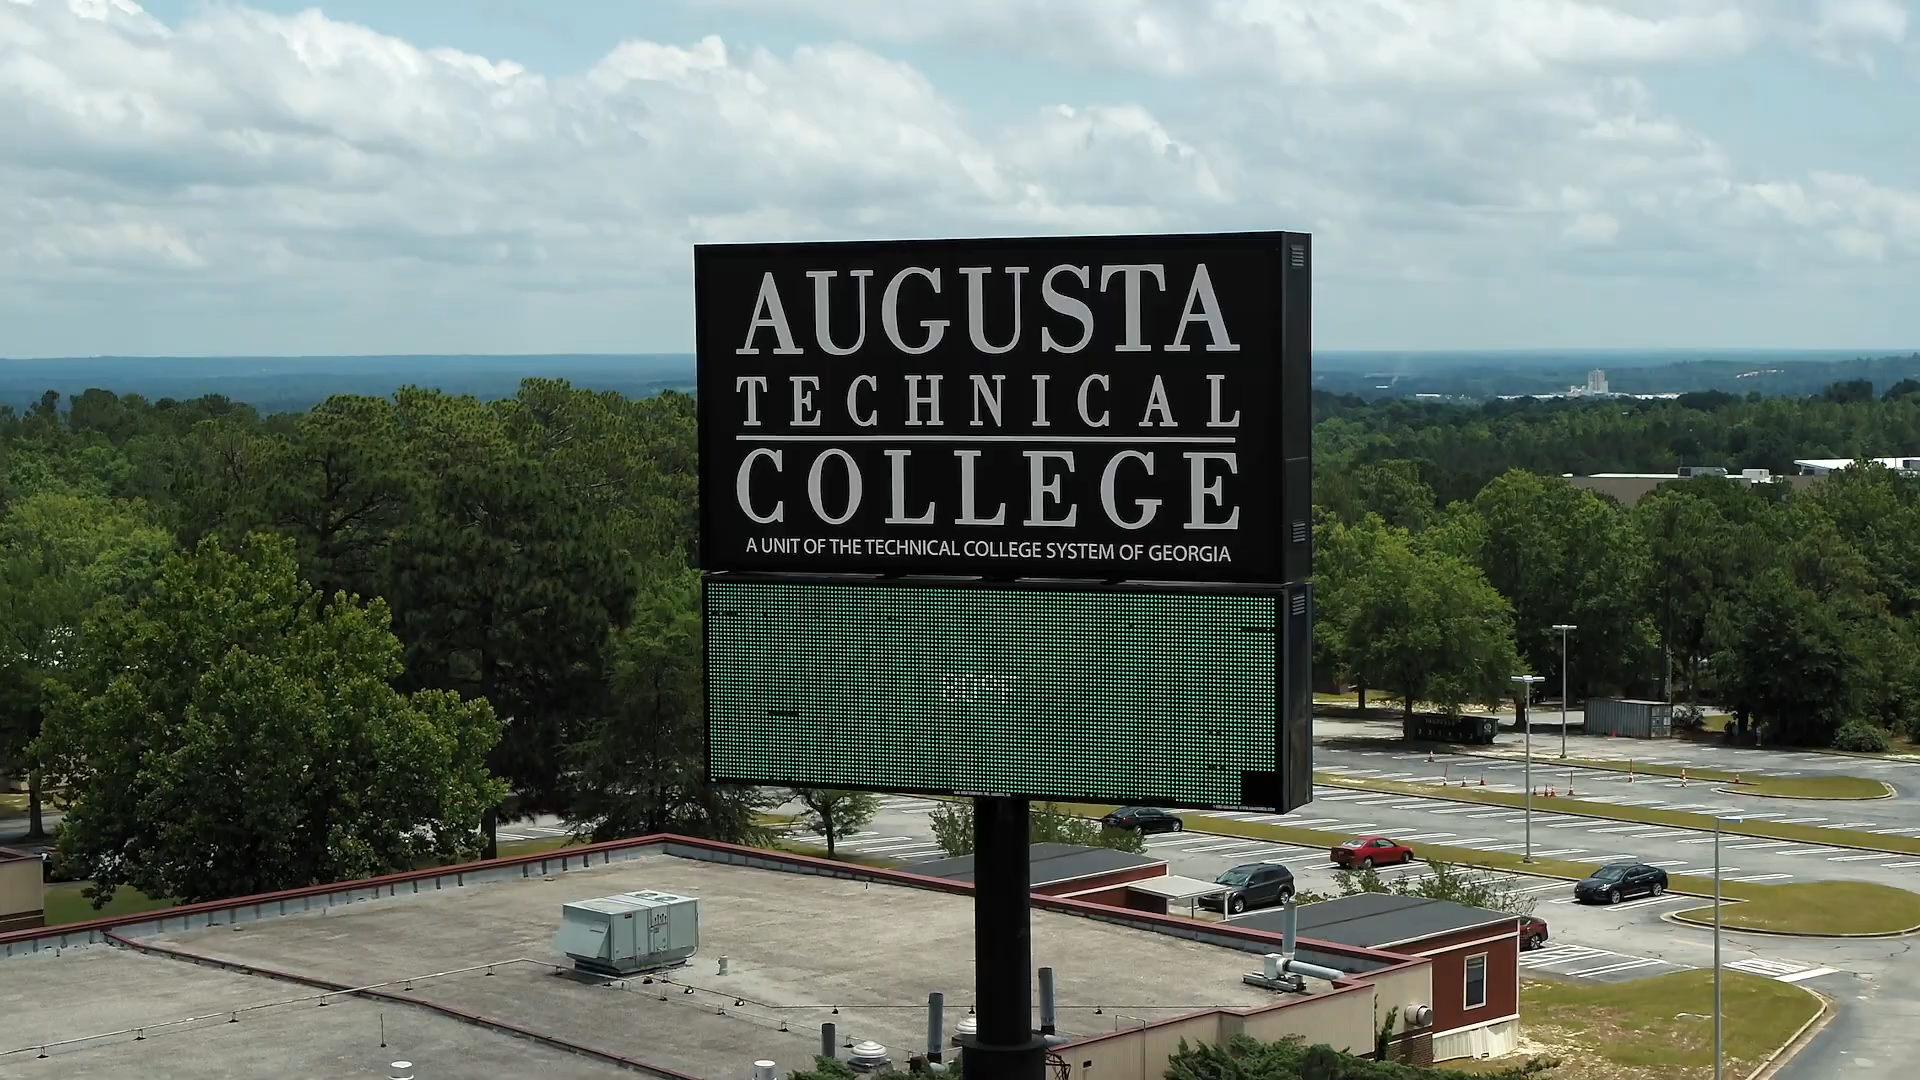 AUGUSTA
TECHNICAL
COLLEGE
A UNIT OF THE TECHNICAL COLLEGE SYSTEM OF GEORGIA